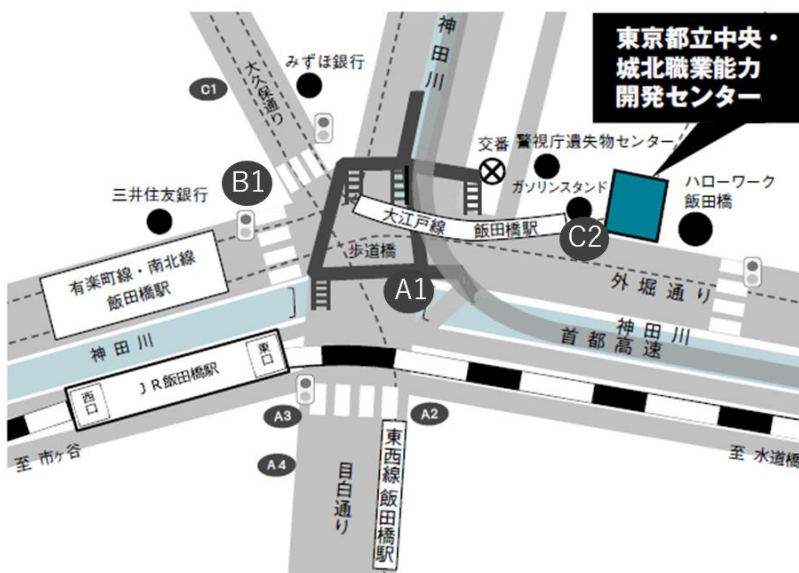 東京都立中央・
城北職業能力
開発センター
神田川
みずほ銀行
大久保通り
C1
交番
警視庁遺失物センター
ガソリンスタンド
ハローワーク
飯田橋
B1
三井住友銀行
大江戸線 飯田橋駅
C2
歩道橋
有楽町線・南北線
飯田橋駅
A1
外堀通り
神田川
首都高速
神田川
東口
JR飯田橋駅
西口
A3
A2
A4
至 市ヶ谷
至 水道橋
目白通り
東西線 飯田橋駅